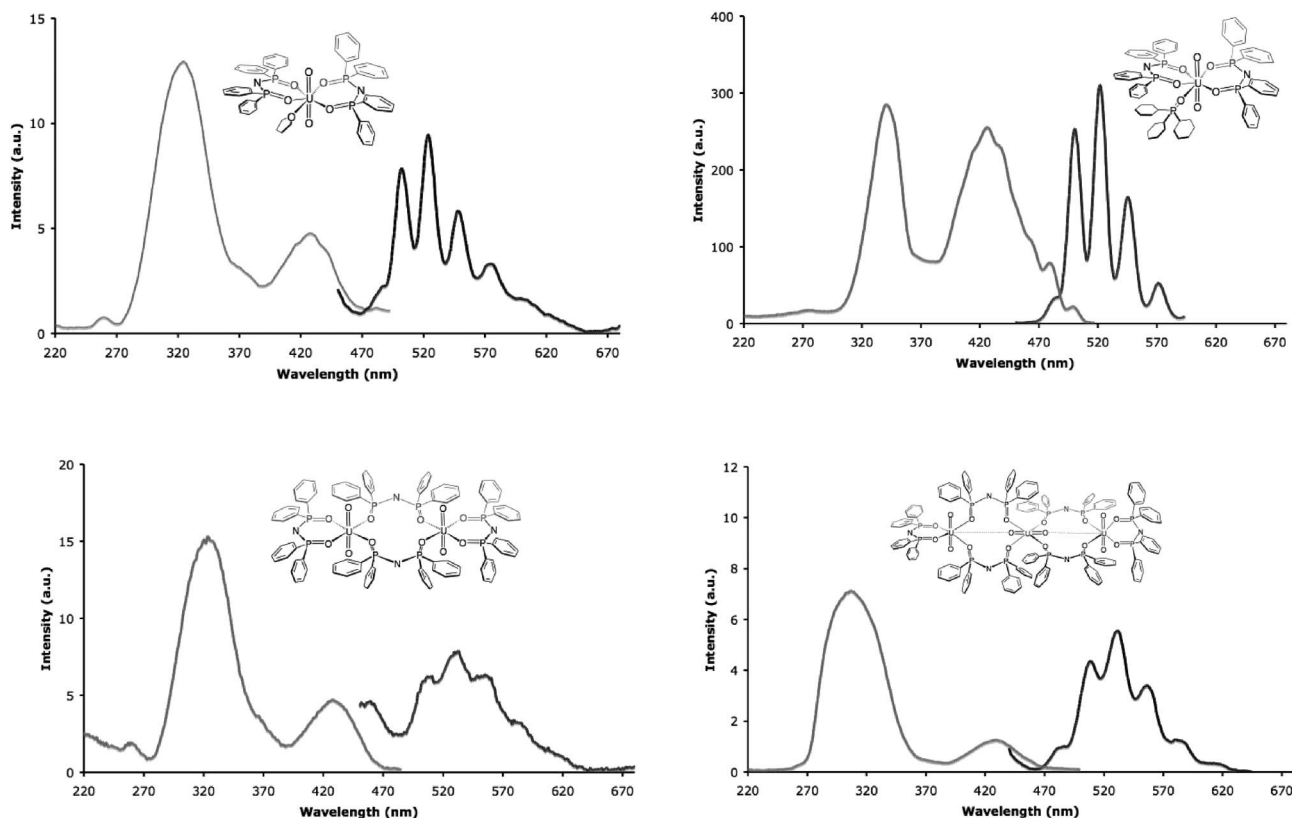 15
10
5
0
Intensity (a.u.)
220 270 320 370 420 470 520 570 620 670
Wavelength (nm)
O
P O O P
N U N
P O O P
O O
400
300
200
100
0
Intensity (a.u.)
220 270 320 370 420 470 520 570 620 670
Wavelength (nm)
O
P O O P
N U N
P O O P
O O
P
20
15
10
5
0
Intensity (a.u.)
220 270 320 370 420 470 520 570 620 670
Wavelength (nm)
P N P
O O O O
P O O P
N U U N
P O O P
O O O O
P N P
12
10
8
6
4
2
0
Intensity (a.u.)
220 270 320 370 420 470 520 570 620 670
Wavelength (nm)